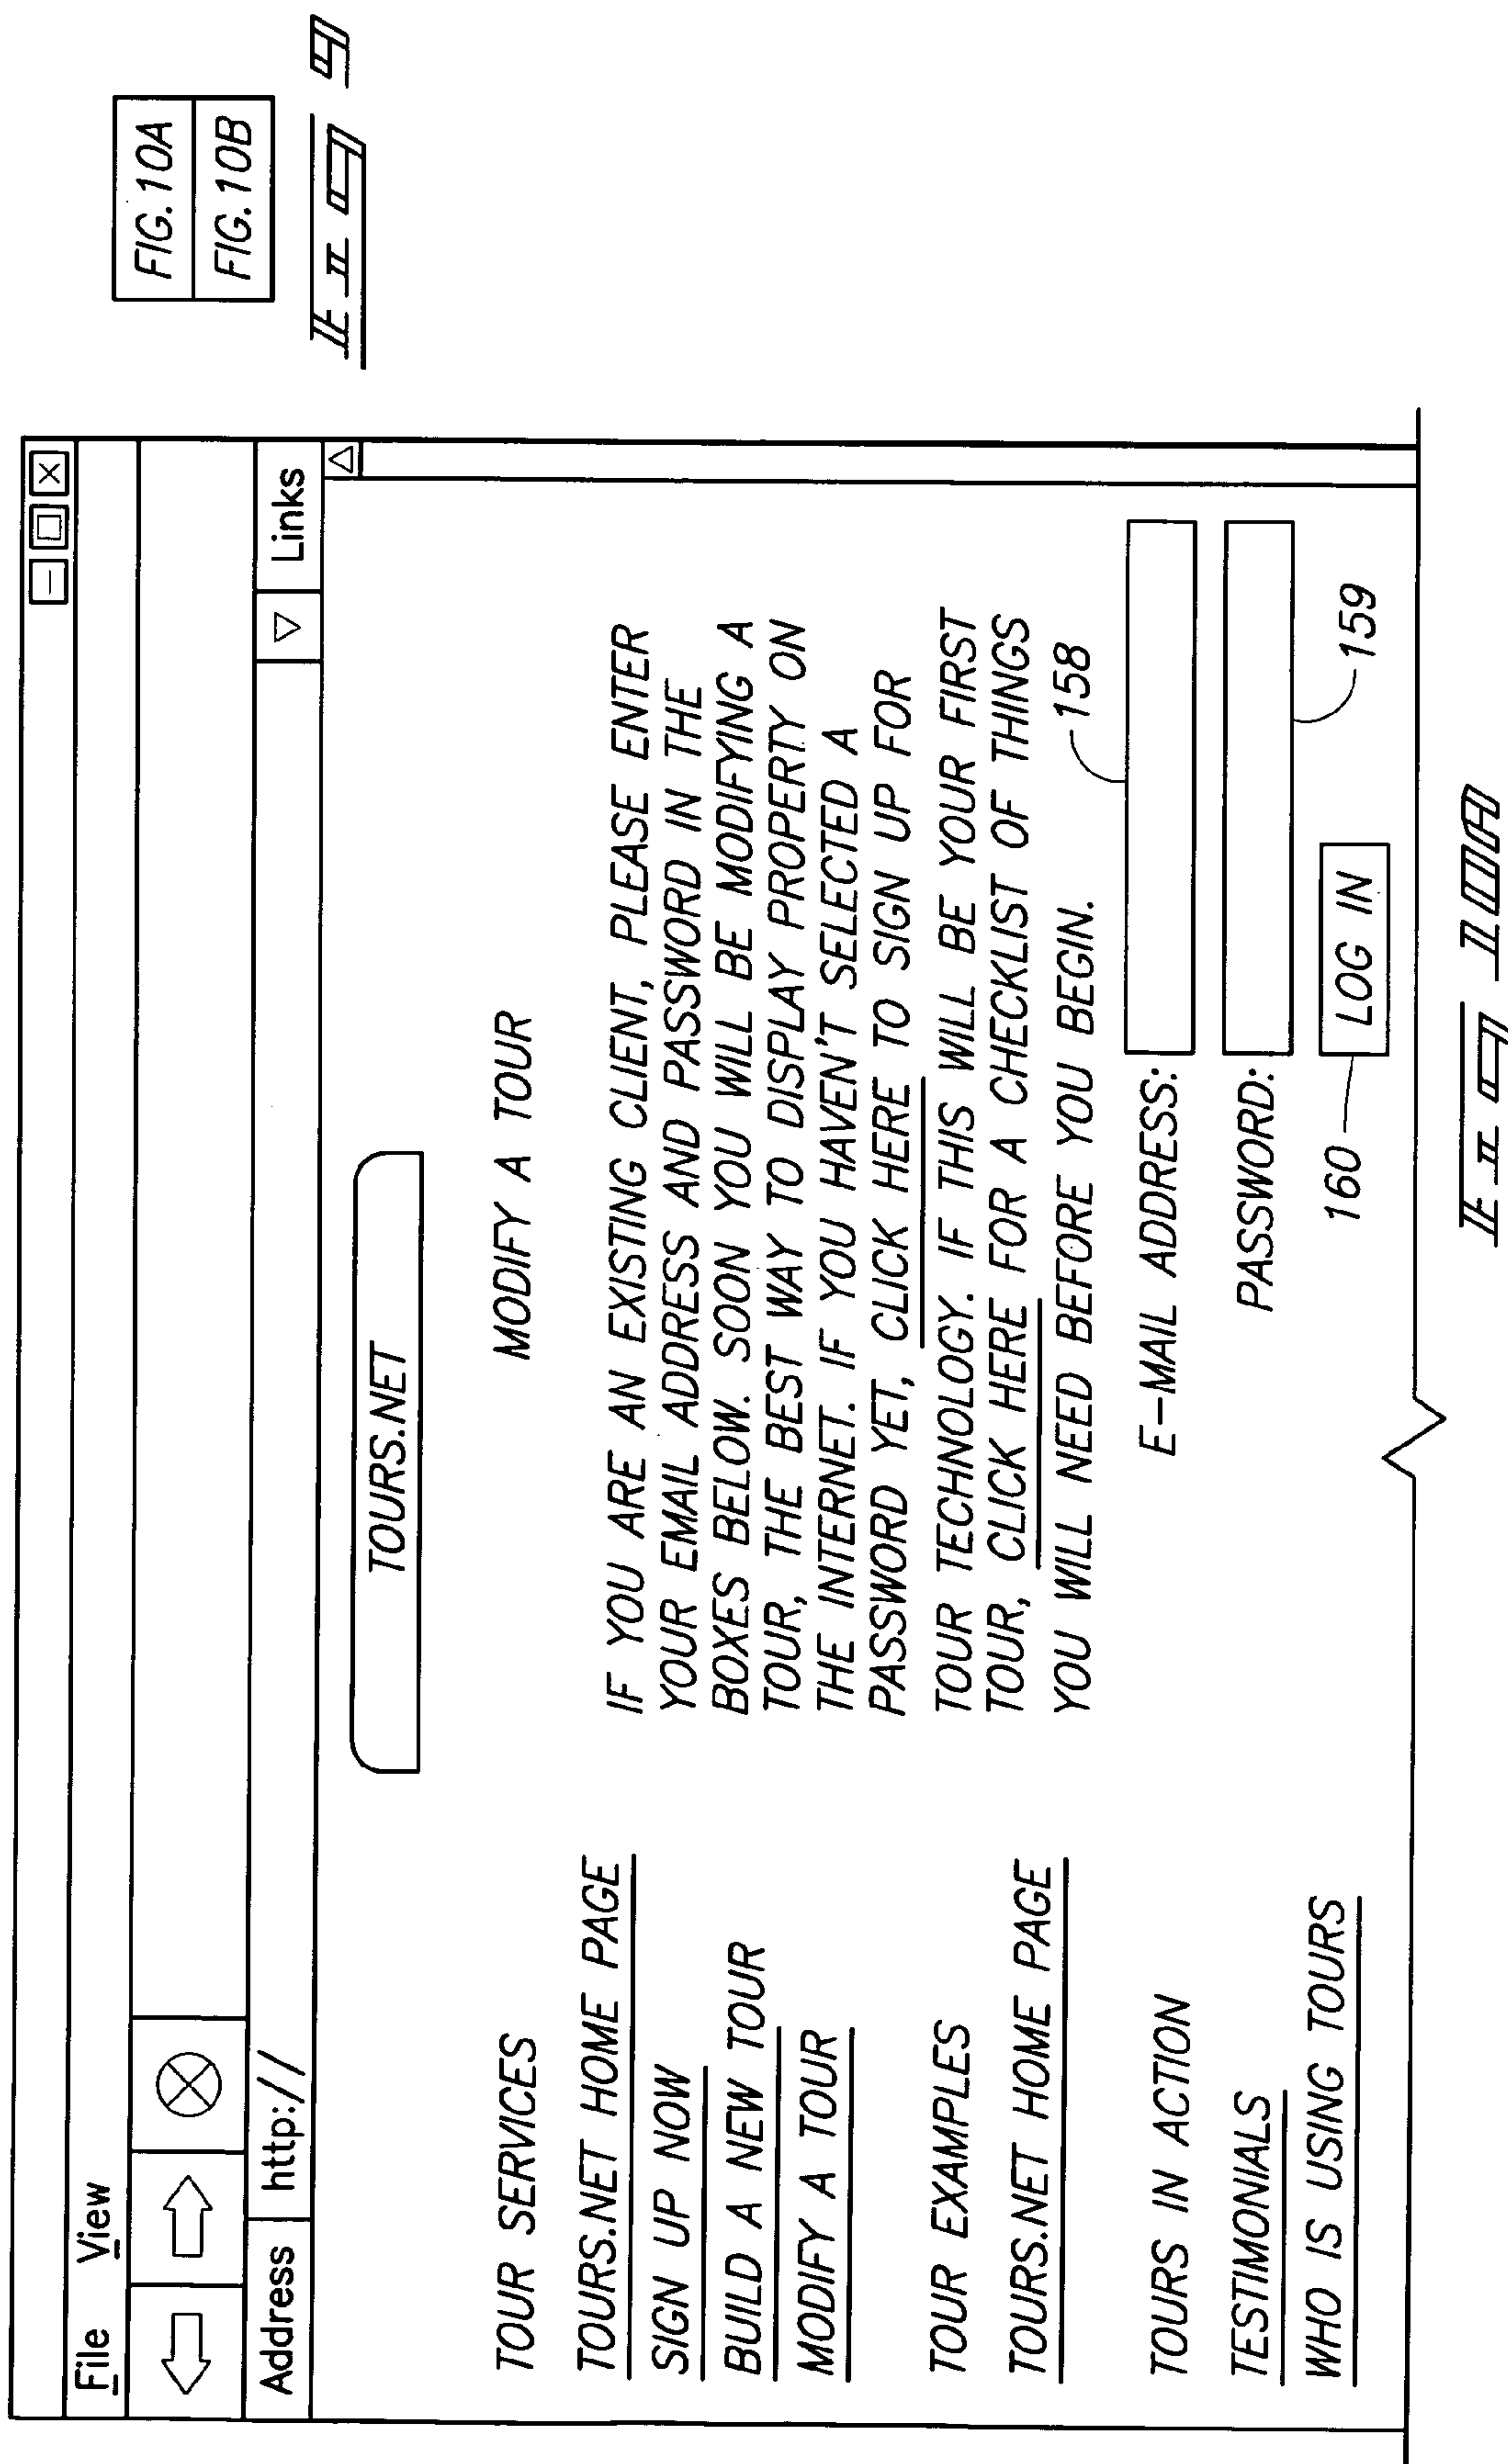 File View
Address http:// Links
TOURS.NET
MODIFY A TOUR
TOUR SERVICES
TOURS.NET HOME PAGE
SIGN UP NOW
BUILD A NEW TOUR
MODIFY A TOUR
TOUR EXAMPLES
TOURS.NET HOME PAGE
TOURS IN ACTION
TESTIMONIALS
WHO IS USING TOURS
IF YOU ARE AN EXISTING CLIENT, PLEASE ENTER
YOUR EMAIL ADDRESS AND PASSWORD IN THE
BOXES BELOW. SOON YOU WILL BE MODIFYING A
TOUR, THE BEST WAY TO DISPLAY PROPERTY ON
THE INTERNET. IF YOU HAVEN'T SELECTED A
PASSWORD YET, CLICK HERE TO SIGN UP FOR
TOUR TECHNOLOGY. IF THIS WILL BE YOUR FIRST
TOUR, CLICK HERE FOR A CHECKLIST OF THINGS
YOU WILL NEED BEFORE YOU BEGIN.
158
E-MAIL ADDRESS:
PASSWORD:
159
160 LOG IN
FIG. 10A
FIG.10A
FIG.10B
FIG. 9